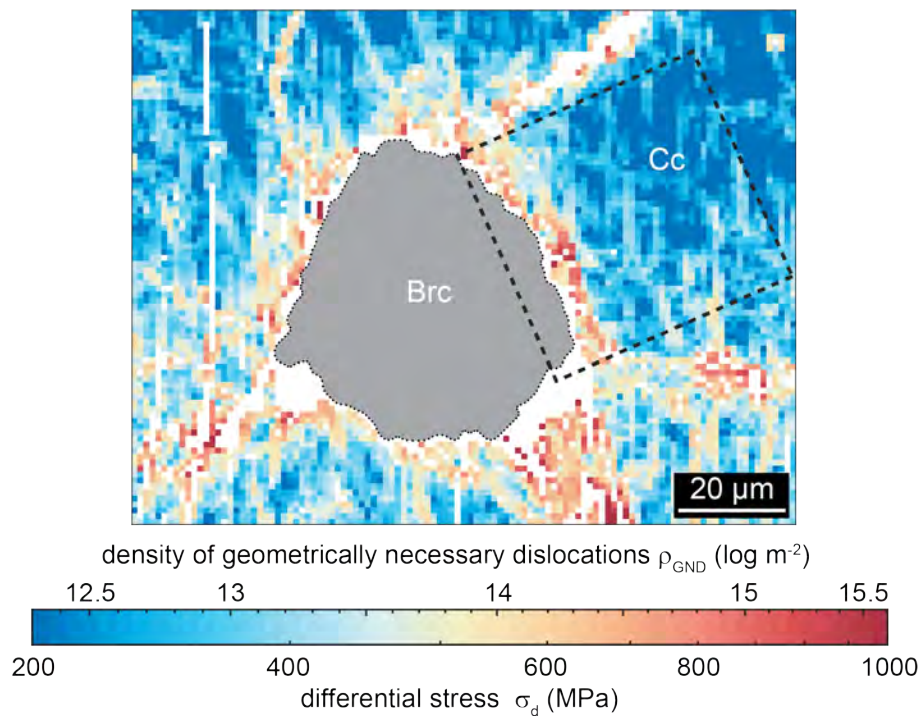 Cc
Brc
20 µm
density of geometrically necessary dislocations ρGND (log m-2)
12.5 13 14 15 15.5
200 400 600 800 1000
differential stress σd (MPa)